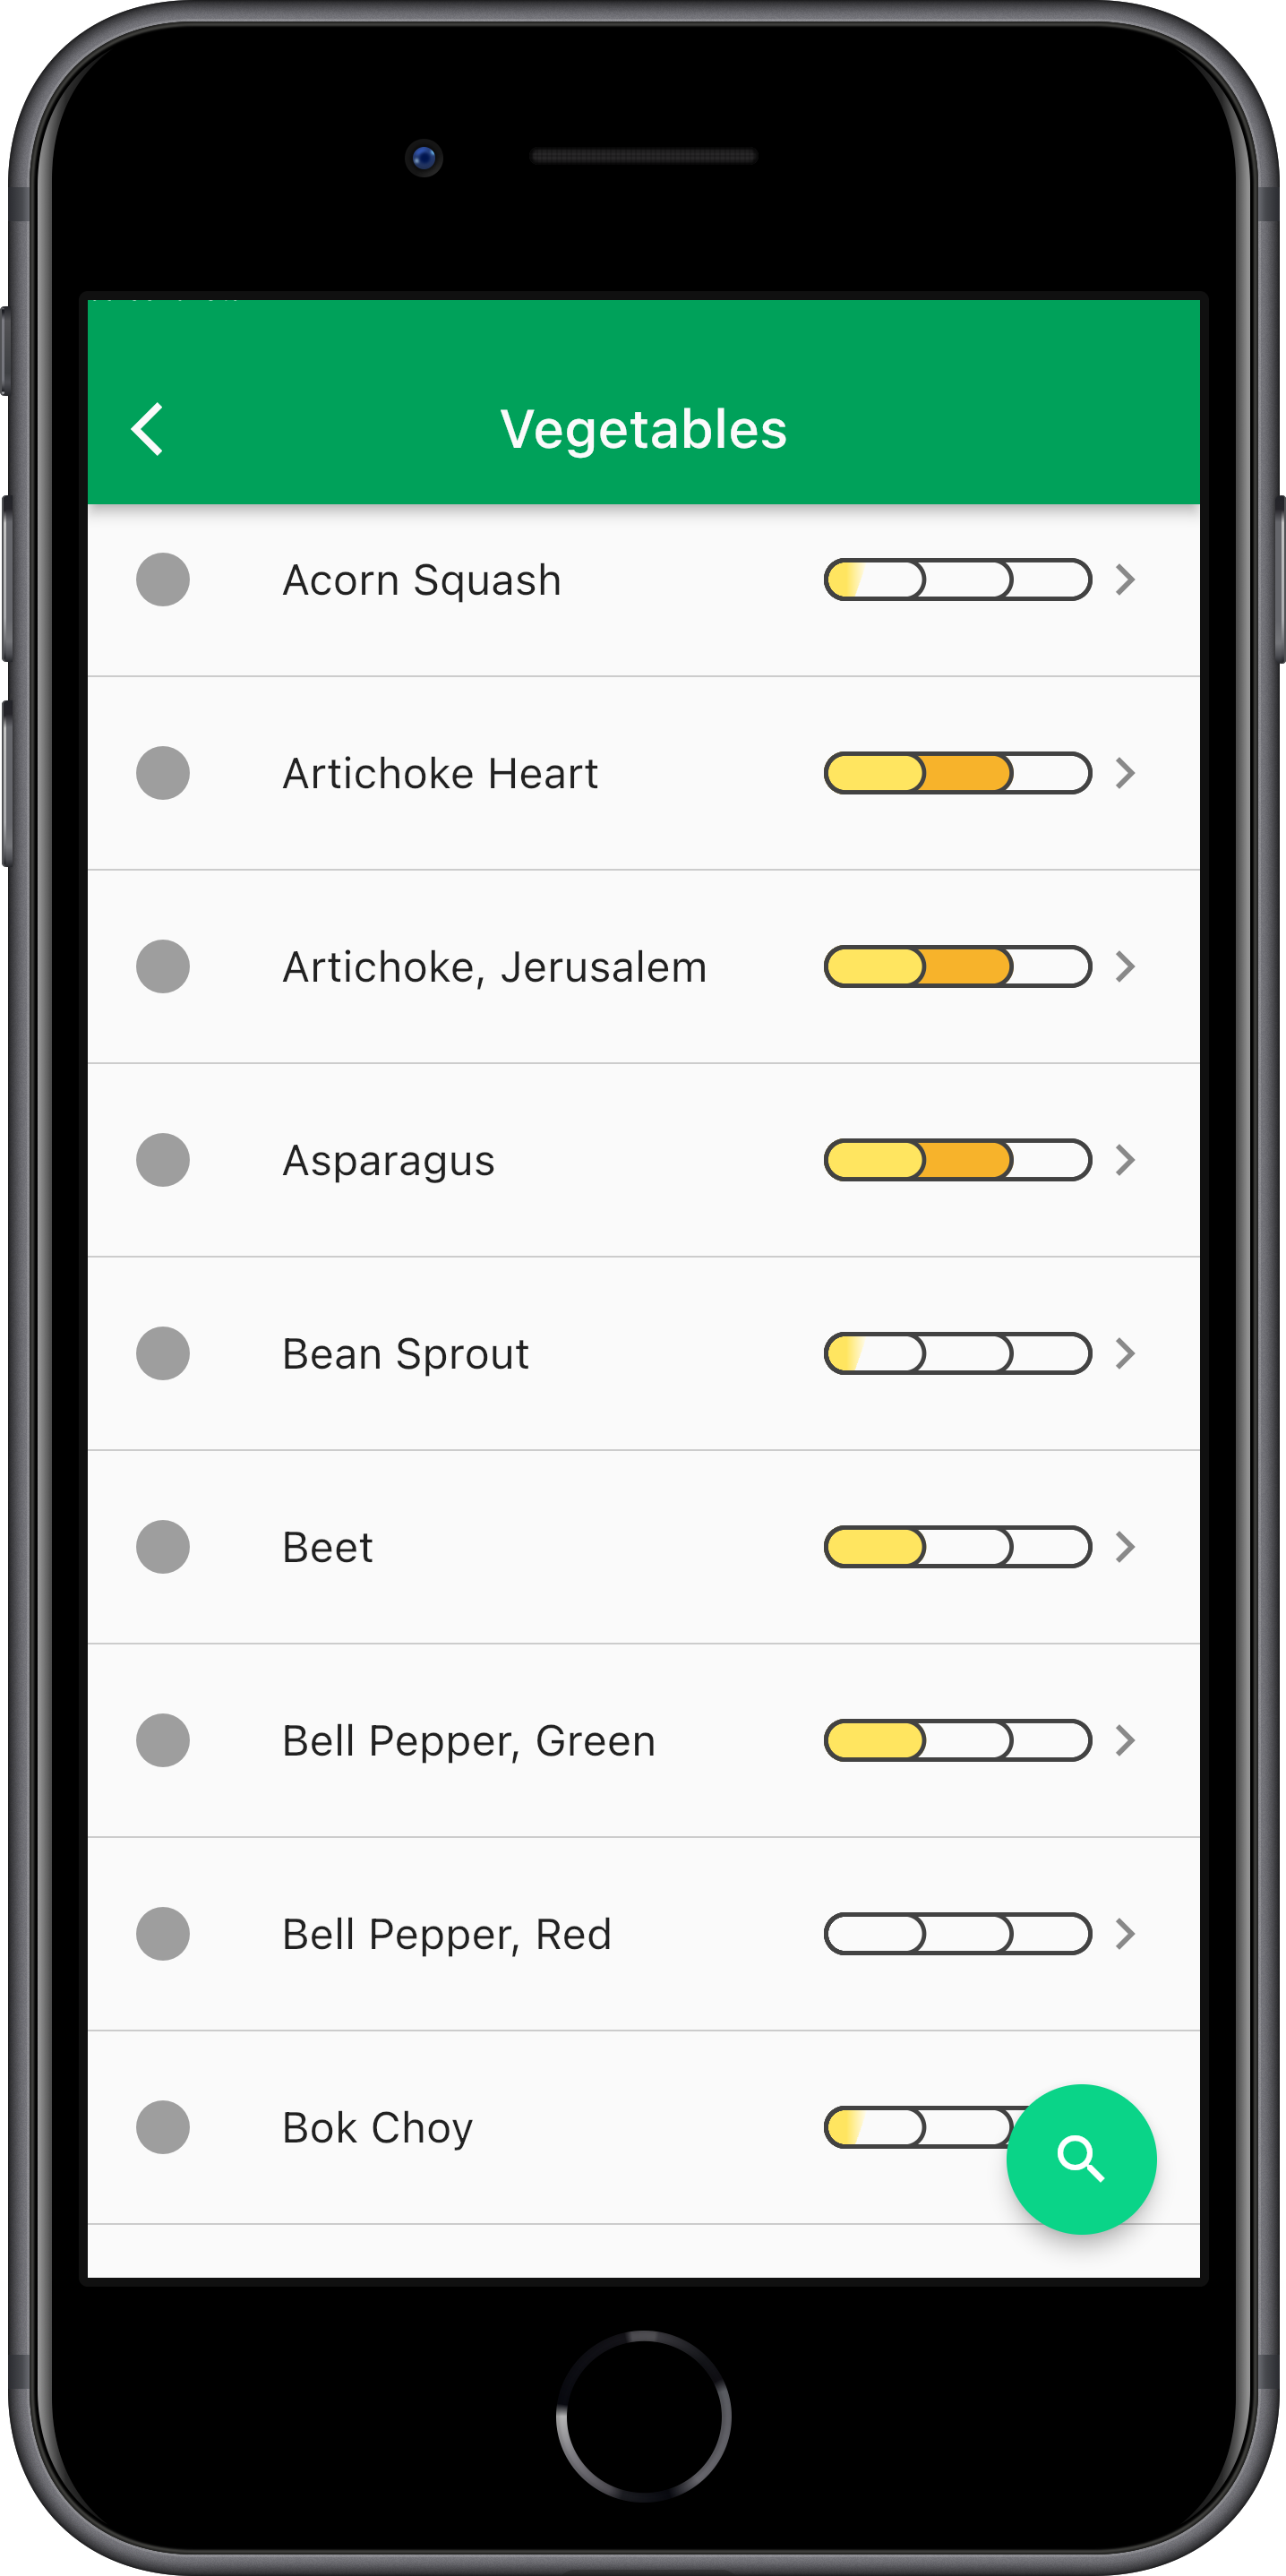 Vegetables
Acorn Squash
Artichoke Heart
Artichoke, Jerusalem
Asparagus
Bean Sprout
Beet
Bell Pepper, Green
Bell Pepper, Red
Bok Choy